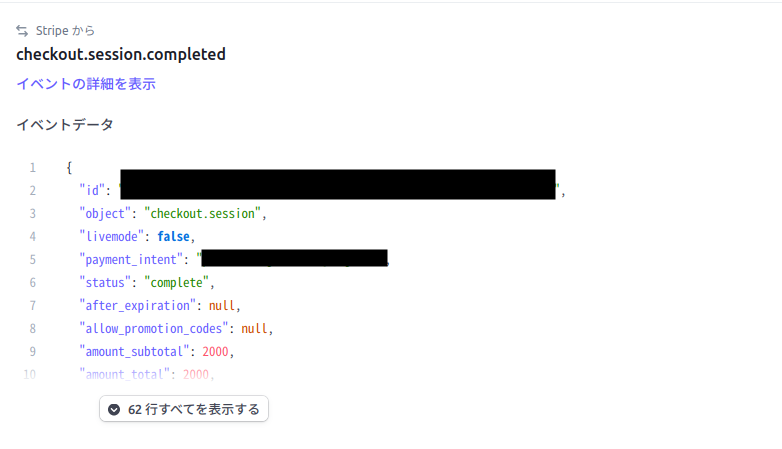 Stripe から
checkout.session.completed
イベントの詳細を表示
イベントデータ
1 {
2 "id": "",
3 "object": "checkout.session",
4 "livemode": false,
5 "payment_intent": "
6 "status": "complete",
7 "after_expiration": null,
8 "allow_promotion_codes": null,
9 "amount_subtotal": 2000,
10 "amount_total": 2000,
62 行すべてを表示する